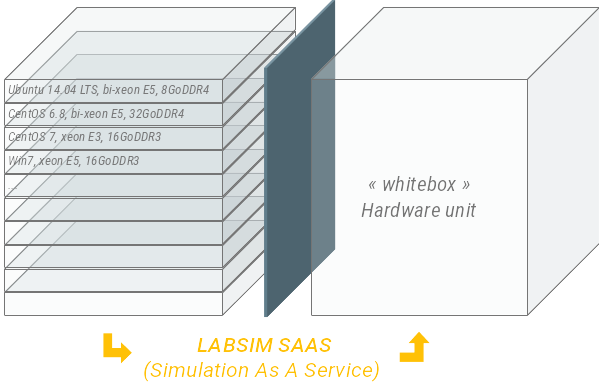 Ubuntu 14.04 LTS, bi-xeon E5, 8GoDDR4
CentOS 6.8, bi-xeon E5, 32GoDDR4
CentOS 7, xeon E3, 16GoDDR3
Win7, xeon E5, 16GoDDR3
...
« whitebox »
Hardware unit
LABSIM SAAS
(Simulation As A Service)